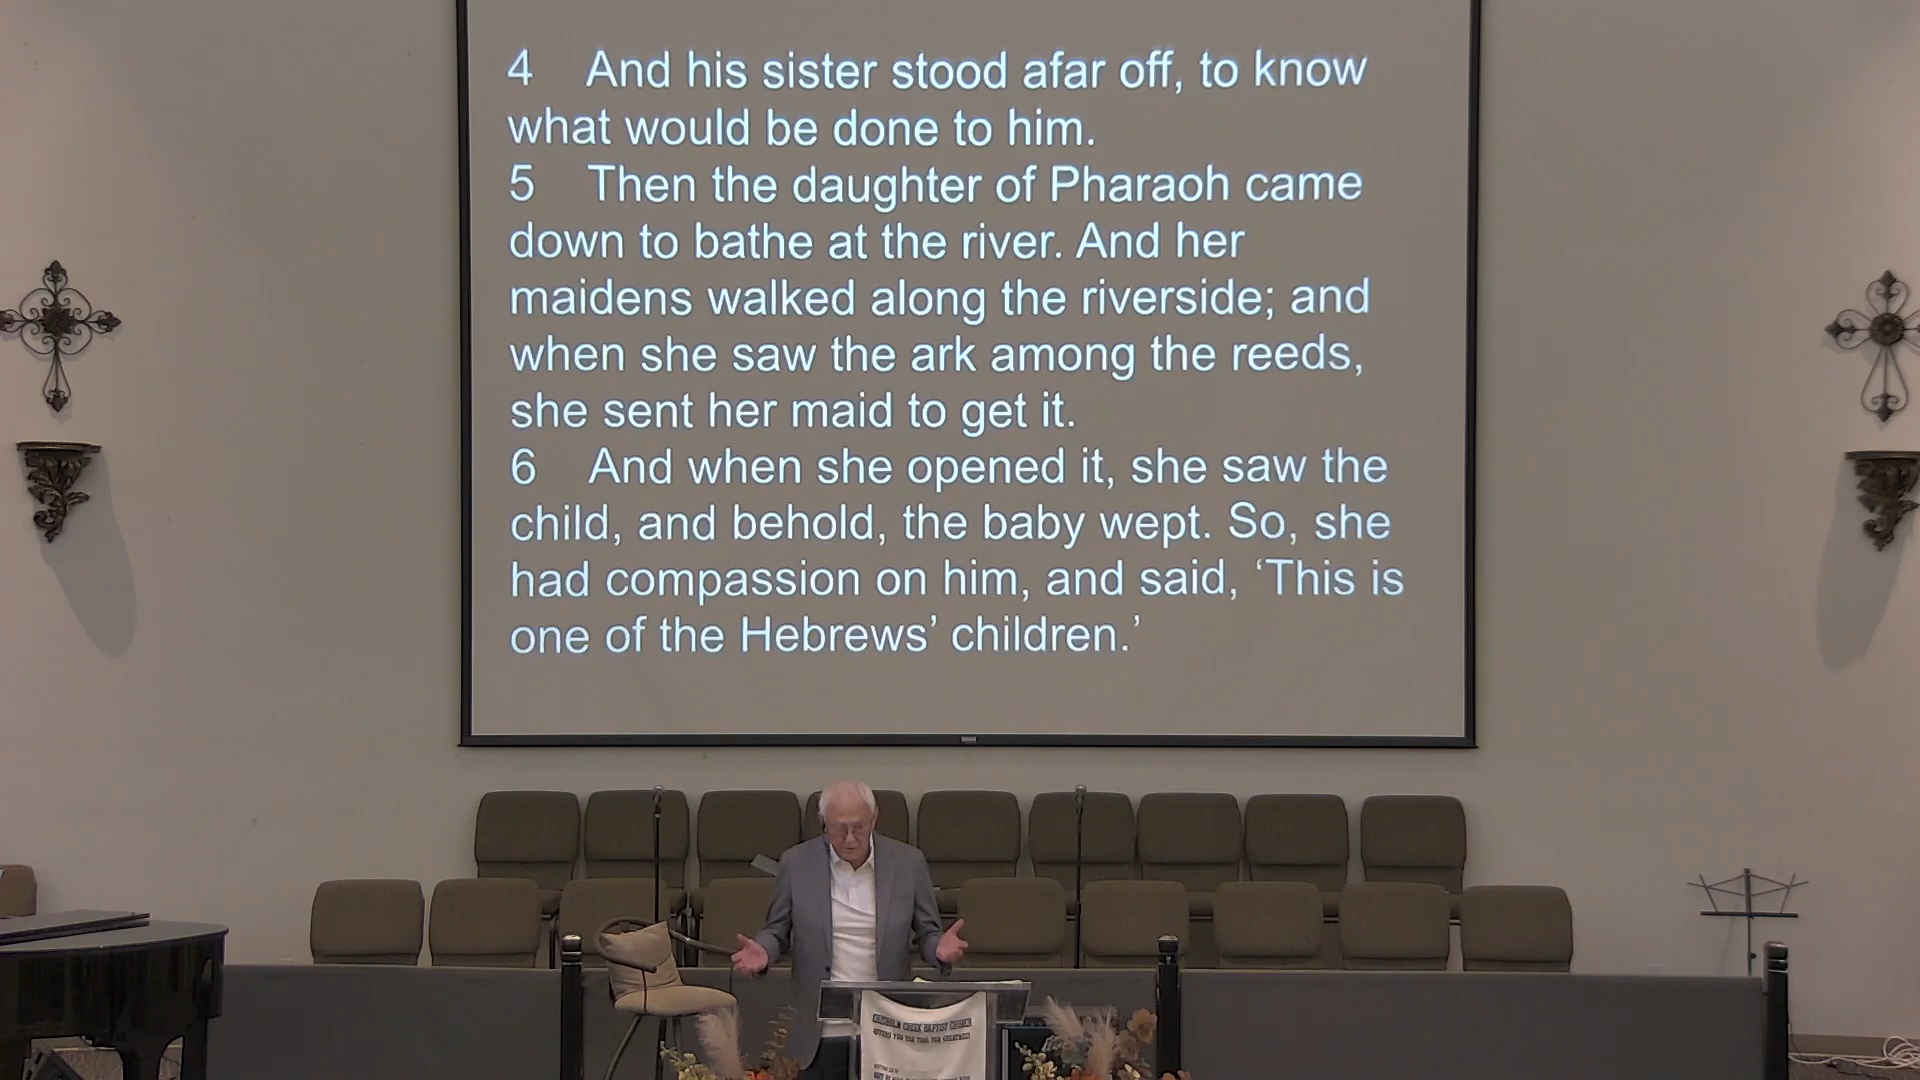 4 And his sister stood afar off, to know
what would be done to him.
5 Then the daughter of Pharaoh came
down to bathe at the river. And her
maidens walked along the riverside; and
when she saw the ark among the reeds,
she sent her maid to get it.
6 And when she opened it, she saw the
child, and behold, the baby wept. So, she
had compassion on him, and said, ‘This is
one of the Hebrews’ children.’
Creek Baptist Church